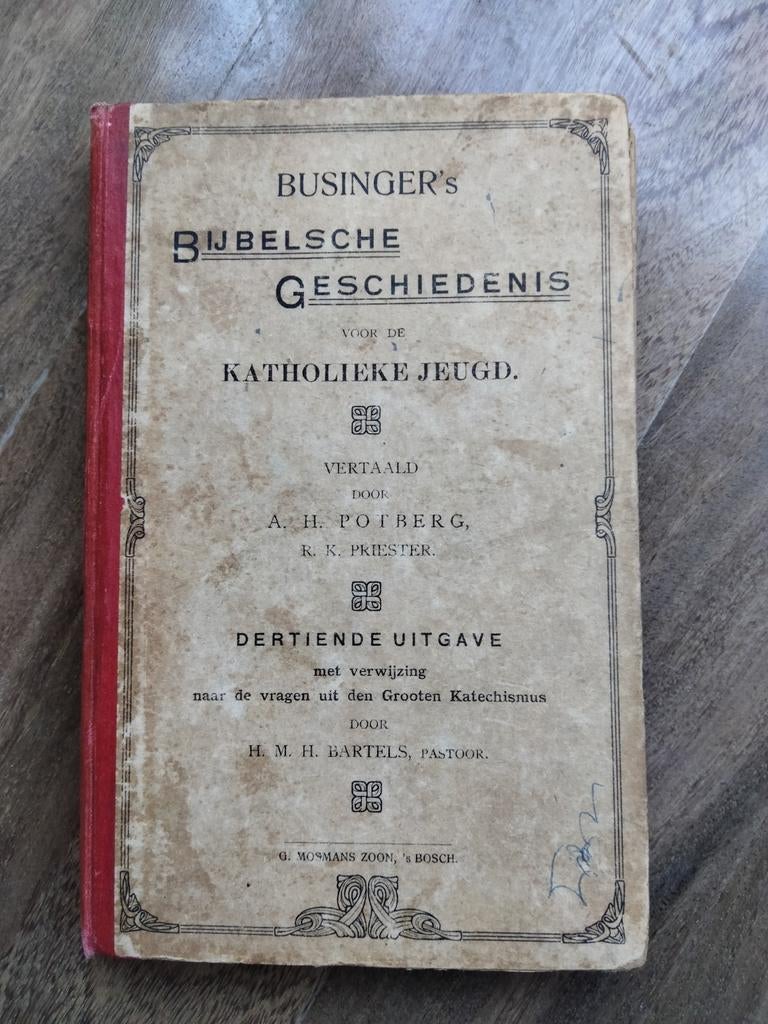 BUSINGER's
BIJBELSCHE
GESCHIEDENIS
VOOR DE
KATHOLIEKE JEUGD.
VERTAALD
DOOR
A. H. POTBERG,
R. K. PRIESTER.
DERTIENDE UITGAVE
met verwijzing
naar de vragen uit den Grooten Katechismus
DOOR
H. M. H. BARTELS, PASTOOR.
G. MOSMANS ZOON, 's BOSCH.